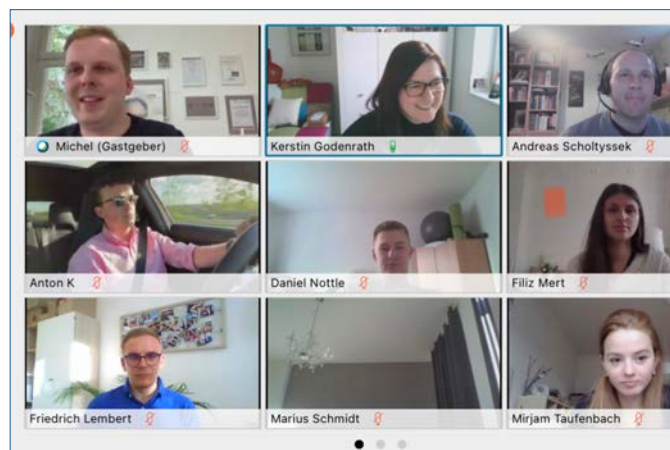 Michel (Gastgeber)
Kerstin Godenrath
Andreas Scholtyssek
Anton K
Daniel Nottle
Filiz Mert
Friedrich Lembert
Marius Schmidt
Mirjam Taufenbach